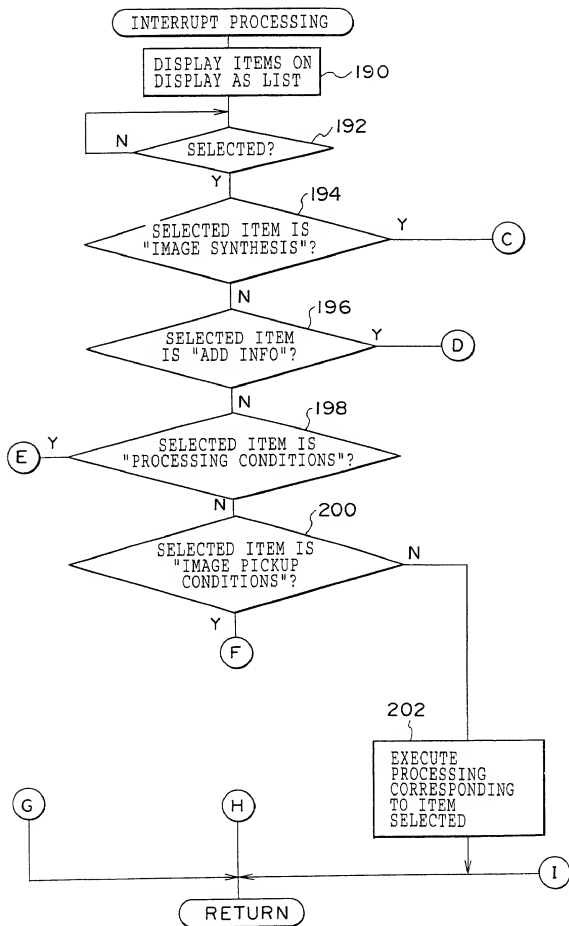 INTERRUPT PROCESSING
DISPLAY ITEMS ON
DISPLAY AS LIST
190
192
N
SELECTED?
Y
194
SELECTED ITEM IS
"IMAGE SYNTHESIS"?
Y
C
N
196
SELECTED ITEM
IS "ADD INFO"?
Y
D
N
198
E
Y
SELECTED ITEM IS
"PROCESSING CONDITIONS"?
N
200
SELECTED ITEM IS
"IMAGE PICKUP
CONDITIONS"?
N
Y
F
202
EXECUTE
PROCESSING
CORRESPONDING
TO ITEM
SELECTED
G
H
I
RETURN